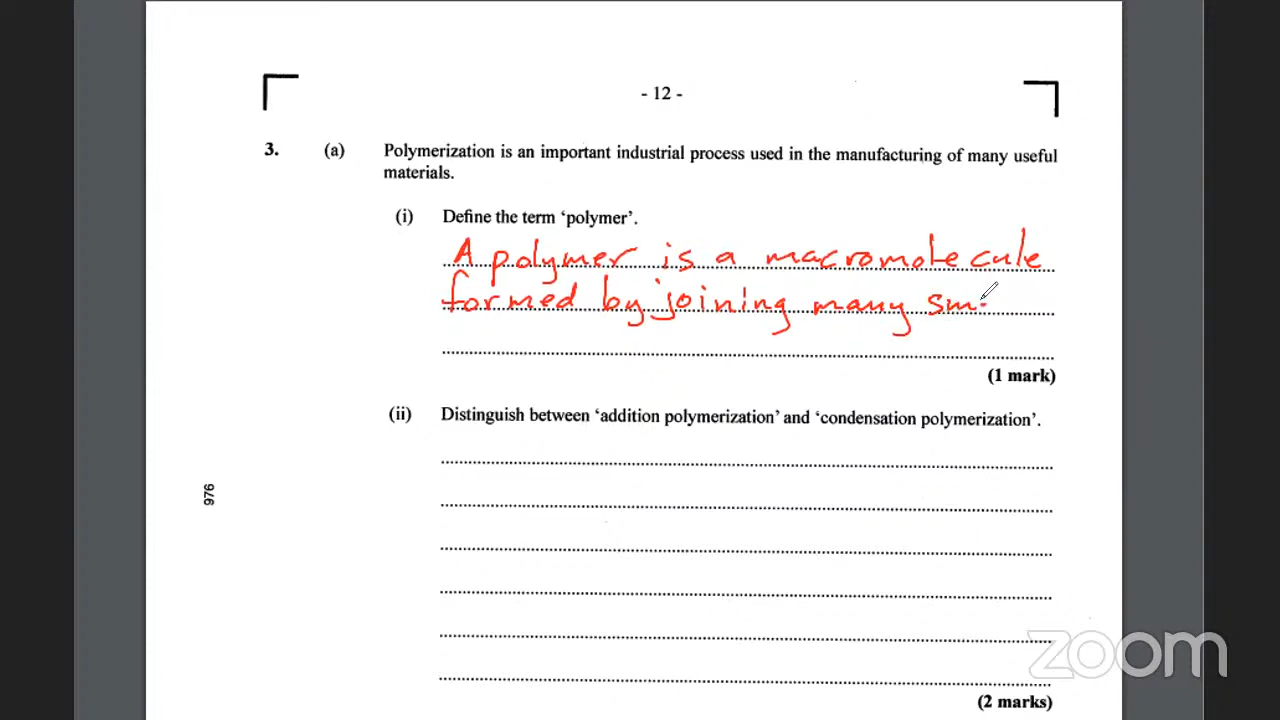 - 12 -
3. (a) Polymerization is an important industrial process used in the manufacturing of many useful
materials.
(i) Define the term ‘polymer’.
A polymer is a macromolecule
formed by joining many sm
(1 mark)
(ii) Distinguish between ‘addition polymerization’ and ‘condensation polymerization’.
976
(2 marks)
zoom